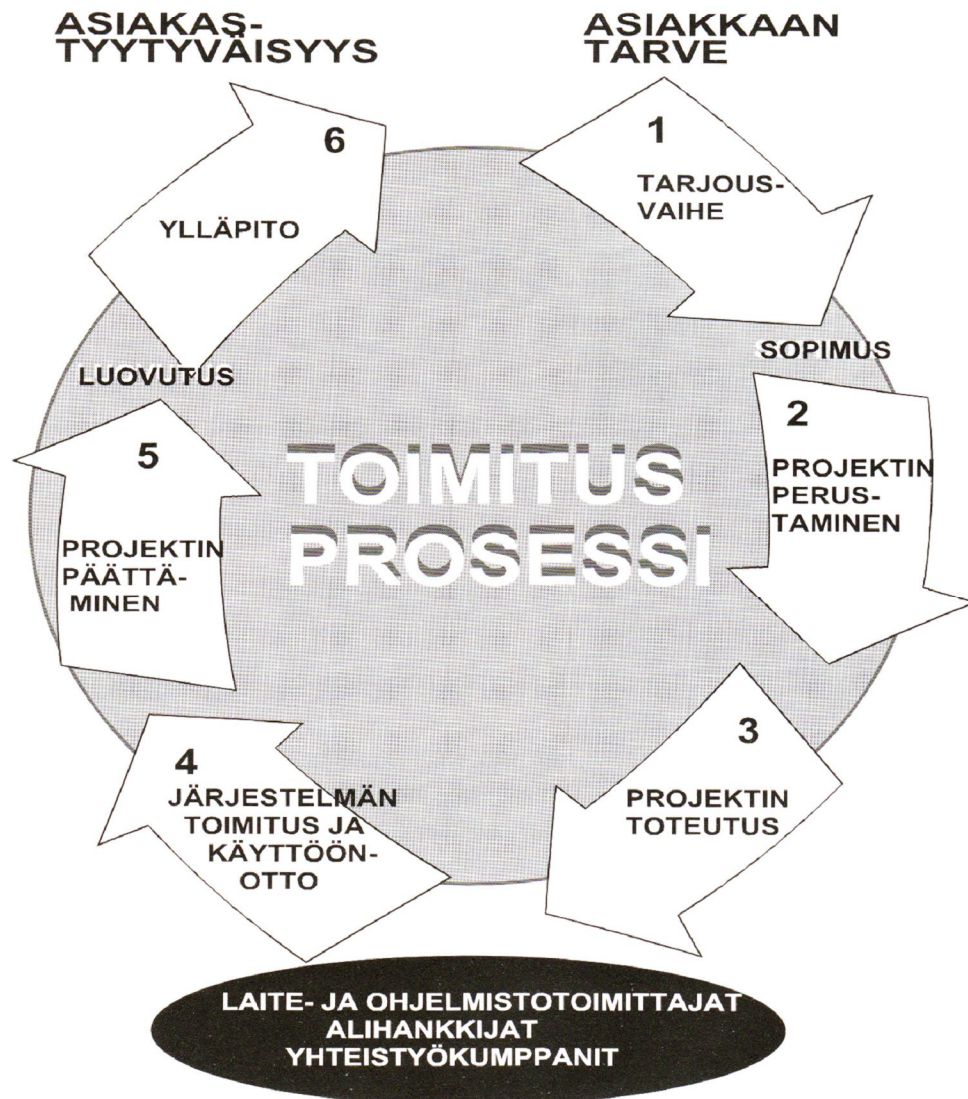 ASIAKAS-
TYYTYVÄISYYS
ASIAKKAAN
TARVE
1
TARJOUS-
VAIHE
SOPIMUS
2
PROJEKTIN
PERUS-
TAMINEN
3
PROJEKTIN
TOTEUTUS
4
JÄRJESTELMÄN
TOIMITUS JA
KÄYTTÖÖN-
OTTO
5
PROJEKTIN
PÄÄTTÄ-
MINEN
LUOVUTUS
6
YLLÄPITO
TOIMITUS
PROSESSI
LAITE- JA OHJELMISTOTOIMITTAJAT
ALIHANKKIJAT
YHTEISTYÖKUMPPANIT